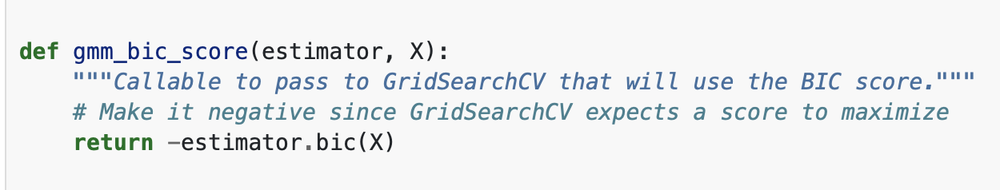 def gmm_bic_score(estimator, X):
    """Callable to pass to GridSearchCV that will use the BIC score."""
    # Make it negative since GridSearchCV expects a score to maximize
    return -estimator.bic(X)